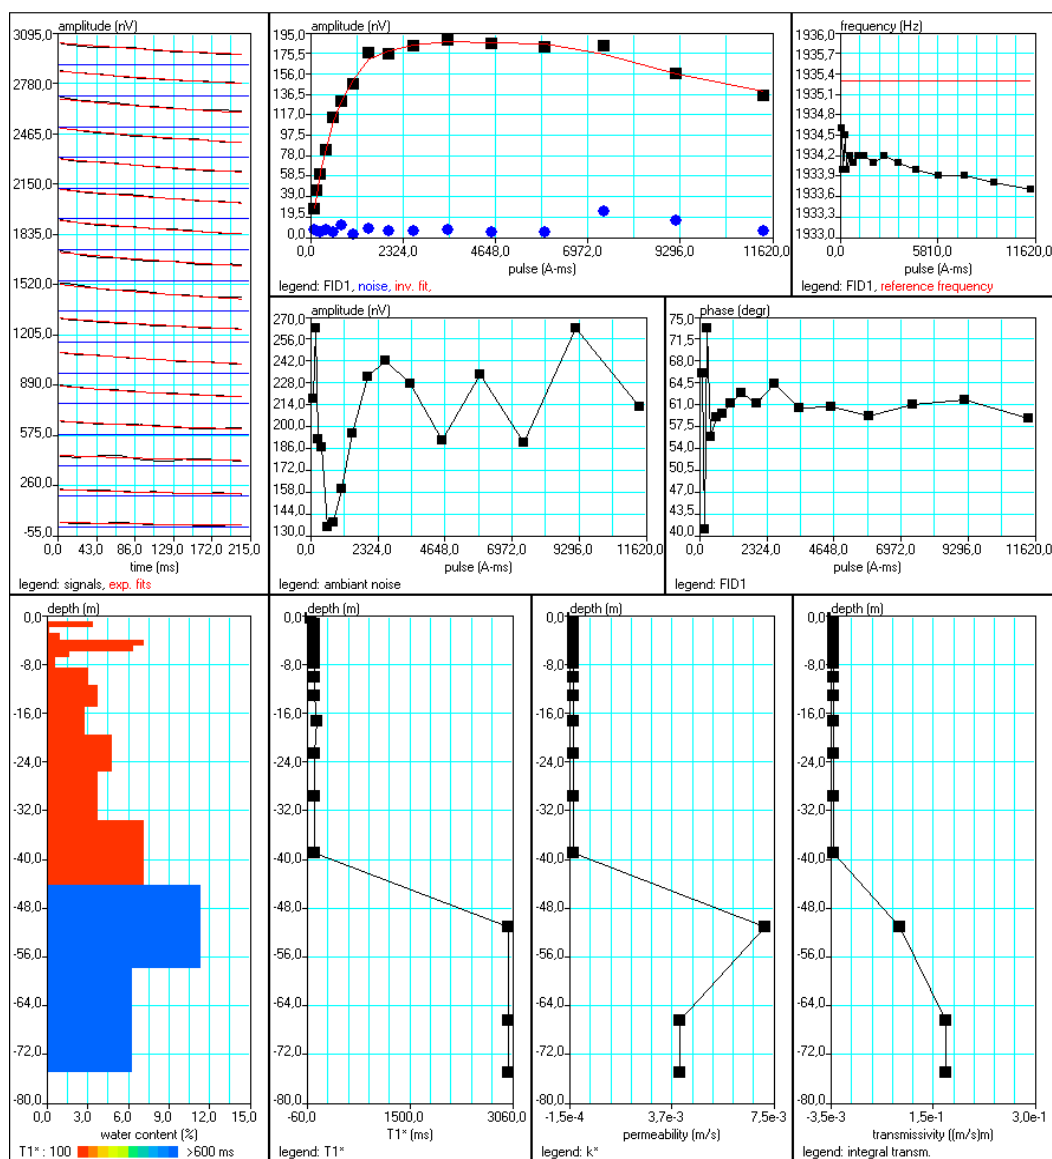 amplitude (nV)
3095,0
2780,0
2465,0
2150,0
1835,0
1520,0
1205,0
890,0
575,0
260,0
-55,0
0,0 43,0 86,0 129,0 172,0 215,0
time (ms)
legend: signals, exp. fits
amplitude (nV)
195,0
175,5
156,0
136,5
117,0
97,5
78,0
58,5
39,0
19,5
0,0
0,0 2324,0 4648,0 6972,0 9296,0 11620,0
pulse (A-ms)
legend: FID1, noise, inv. fit,
frequency (Hz)
1936,0
1935,7
1935,4
1935,1
1934,8
1934,5
1934,2
1933,9
1933,6
1933,3
1933,0
0,0 5810,0 11620,0
pulse (A-ms)
legend: FID1, reference frequency
amplitude (nV)
270,0
256,0
242,0
228,0
214,0
200,0
186,0
172,0
158,0
144,0
130,0
0,0 2324,0 4648,0 6972,0 9296,0 11620,0
pulse (A-ms)
legend: ambiant noise
phase (degr)
75,0
71,5
68,0
64,5
61,0
57,5
54,0
50,5
47,0
43,5
40,0
0,0 2324,0 4648,0 6972,0 9296,0 11620,0
pulse (A-ms)
legend: FID1
depth (m)
0,0
-8,0
-16,0
-24,0
-32,0
-40,0
-48,0
-56,0
-64,0
-72,0
-80,0
0,0 3,0 6,0 9,0 12,0 15,0
water content (%)
T1* : 100 >600 ms
depth (m)
0,0
-8,0
-16,0
-24,0
-32,0
-40,0
-48,0
-56,0
-64,0
-72,0
-80,0
-60,0 1500,0 3060,0
T1* (ms)
legend: T1*
depth (m)
0,0
-8,0
-16,0
-24,0
-32,0
-40,0
-48,0
-56,0
-64,0
-72,0
-80,0
-1.5e-4 3.7e-3 7.5e-3
permeability (m/s)
legend: k*
depth (m)
0,0
-8,0
-16,0
-24,0
-32,0
-40,0
-48,0
-56,0
-64,0
-72,0
-80,0
-3.5e-3 1.5e-1 3.0e-1
transmissivity ((m/s)m)
legend: integral transm.